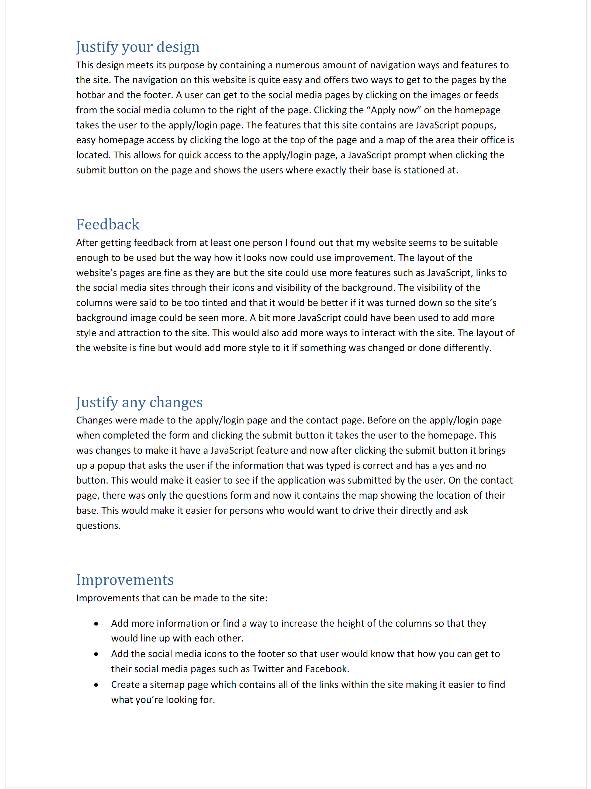 Justify your design
This design meets its purpose by containing a numerous amount of navigation ways and features to
the site. The navigation on this website is quite easy and offers two ways to get to the pages by the
hotbar and the footer. A user can get to the social media pages by clicking on the images or feeds
from the social media column to the right of the page. Clicking the “Apply now” on the homepage
takes the user to the apply/login page. The features that this site contains are JavaScript popups,
easy homepage access by clicking the logo at the top of the page and a map of the area their office is
located. This allows for quick access to the apply/login page, a JavaScript prompt when clicking the
submit button on the page and shows the users where exactly their base is stationed at.
Feedback
After getting feedback from at least one person I found out that my website seems to be suitable
enough to be used but the way how it looks now could use improvement. The layout of the
website’s pages are fine as they are but the site could use more features such as JavaScript, links to
the social media sites through their icons and visibility of the background. The visibility of the
columns were said to be too tinted and that it would be better if it was turned down so the site’s
background image could be seen more. A bit more JavaScript could have been used to add more
style and attraction to the site. This would also add more ways to interact with the site. The layout of
the website is fine but would add more style to it if something was changed or done differently.
Justify any changes
Changes were made to the apply/login page and the contact page. Before on the apply/login page
when completed the form and clicking the submit button it takes the user to the homepage. This
was changes to make it have a JavaScript feature and now after clicking the submit button it brings
up a popup that asks the user if the information that was typed is correct and has a yes and no
button. This would make it easier to see if the application was submitted by the user. On the contact
page, there was only the questions form and now it contains the map showing the location of their
base. This would make it easier for persons who would want to drive their directly and ask
questions.
Improvements
Improvements that can be made to the site:
• Add more information or find a way to increase the height of the columns so that they
would line up with each other.
• Add the social media icons to the footer so that user would know that how you can get to
their social media pages such as Twitter and Facebook.
• Create a sitemap page which contains all of the links within the site making it easier to find
what you’re looking for.